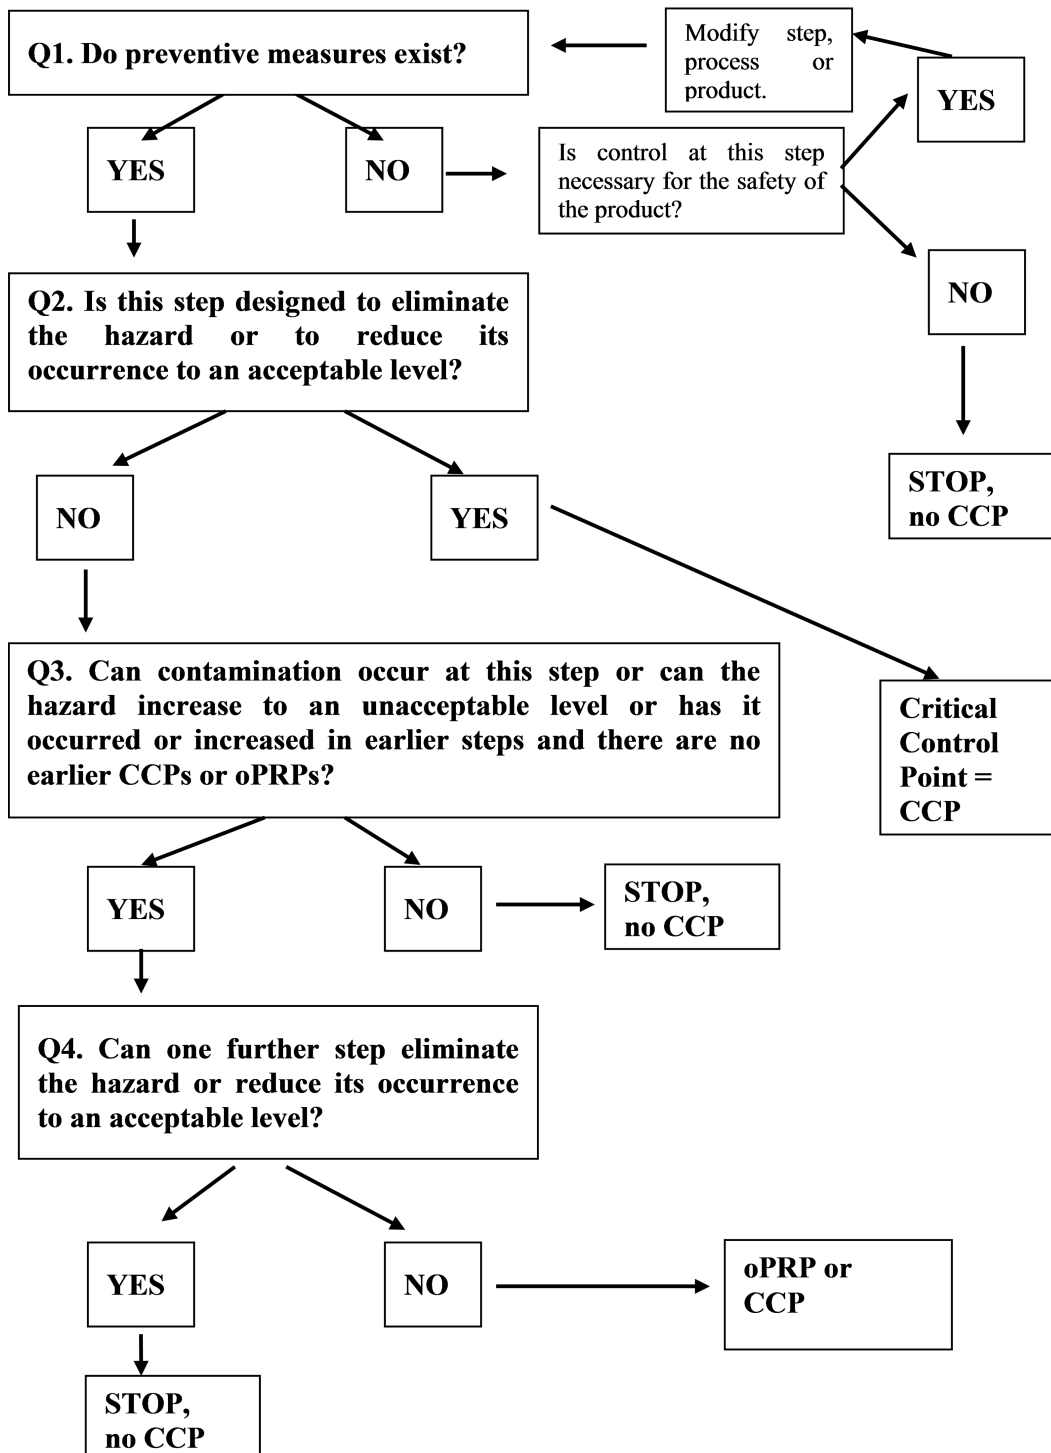 Q1. Do preventive measures exist?
Modify step,
process or
product.
YES
YES
NO
Is control at this step
necessary for the safety of
the product?
NO
Q2. Is this step designed to eliminate
the hazard or to reduce its
occurrence to an acceptable level?
STOP,
no CCP
NO
YES
Q3. Can contamination occur at this step or can the
hazard increase to an unacceptable level or has it
occurred or increased in earlier steps and there are no
earlier CCPs or oPRPs?
Critical
Control
Point =
CCP
YES
NO
STOP,
no CCP
Q4. Can one further step eliminate
the hazard or reduce its occurrence
to an acceptable level?
YES
NO
oPRP or
CCP
STOP,
no CCP